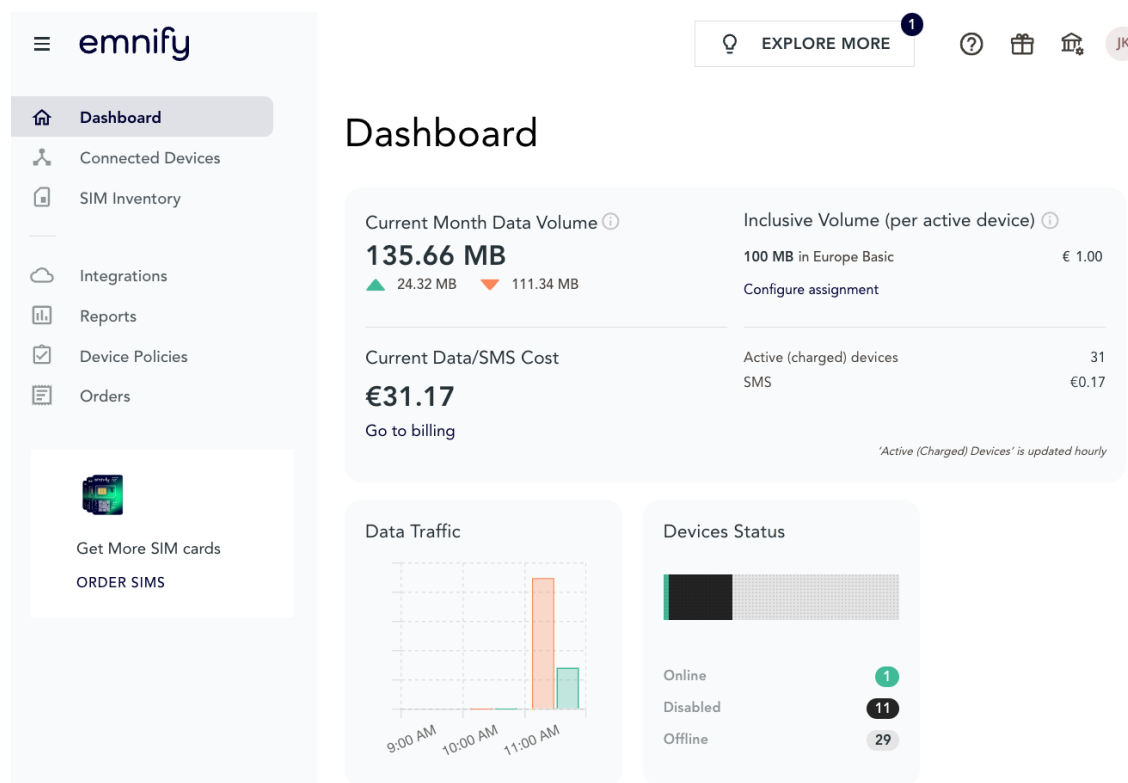 emnify
EXPLORE MORE
1
JK
Dashboard
Connected Devices
SIM Inventory
Integrations
Reports
Device Policies
Orders
Get More SIM cards
ORDER SIMS
Dashboard
Current Month Data Volume
135.66 MB
24.32 MB 111.34 MB
Inclusive Volume (per active device)
100 MB in Europe Basic € 1.00
Configure assignment
Current Data/SMS Cost
€31.17
Go to billing
Active (charged) devices 31
SMS €0.17
'Active (Charged) Devices' is updated hourly
Data Traffic
9:00 AM 10:00 AM 11:00 AM
Devices Status
Online 1
Disabled 11
Offline 29